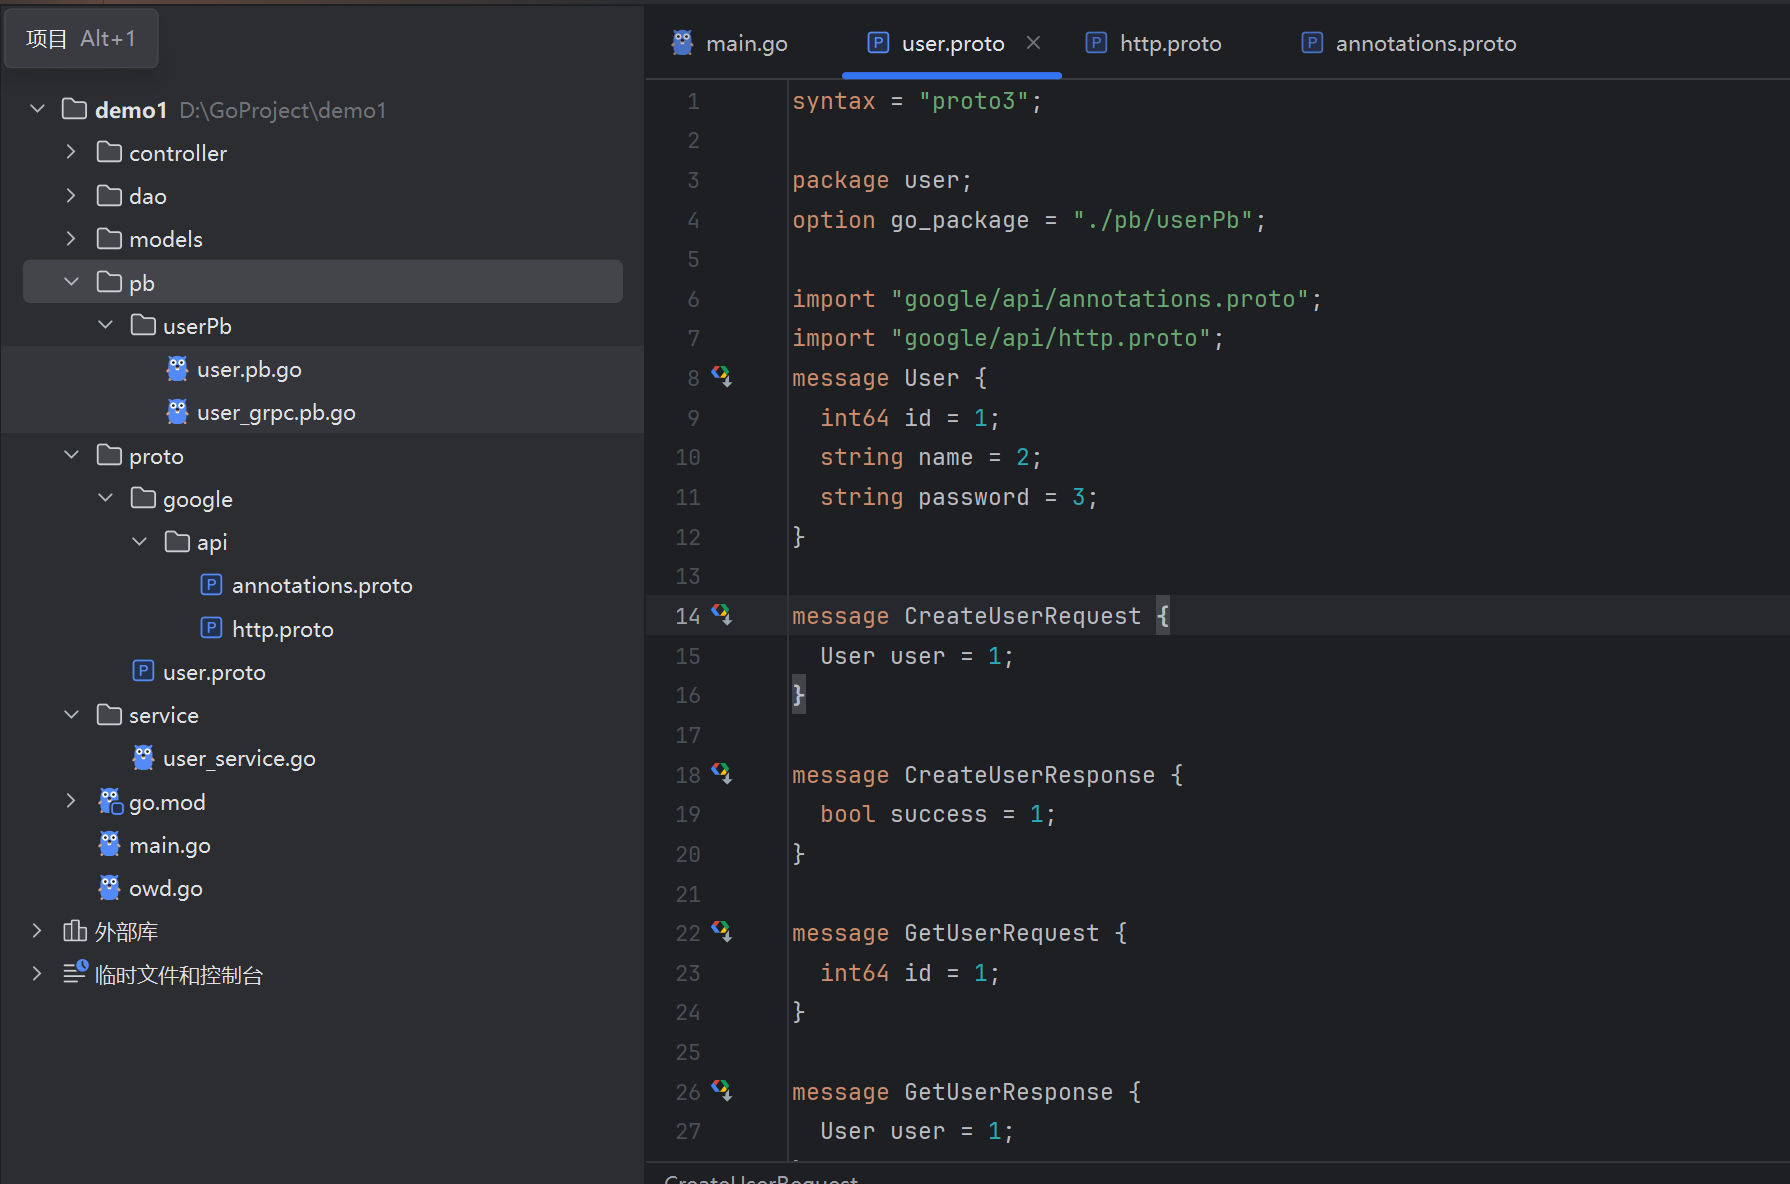 项目 Alt+1
demo1 D:\GoProject\demo1
controller
dao
models
pb
userPb
user.pb.go
user_grpc.pb.go
proto
google
api
annotations.proto
http.proto
user.proto
service
user_service.go
go.mod
main.go
owd.go
外部库
临时文件和控制台
main.go user.proto http.proto annotations.proto
1 syntax = "proto3";
2
3 package user;
4 option go_package = "./pb/userPb";
5
6 import "google/api/annotations.proto";
7 import "google/api/http.proto";
8 message User {
9 int64 id = 1;
10 string name = 2;
11 string password = 3;
12 }
13
14 message CreateUserRequest {
15 User user = 1;
16 }
17
18 message CreateUserResponse {
19 bool success = 1;
20 }
21
22 message GetUserRequest {
23 int64 id = 1;
24 }
25
26 message GetUserResponse {
27 User user = 1;
CreateUserRequest